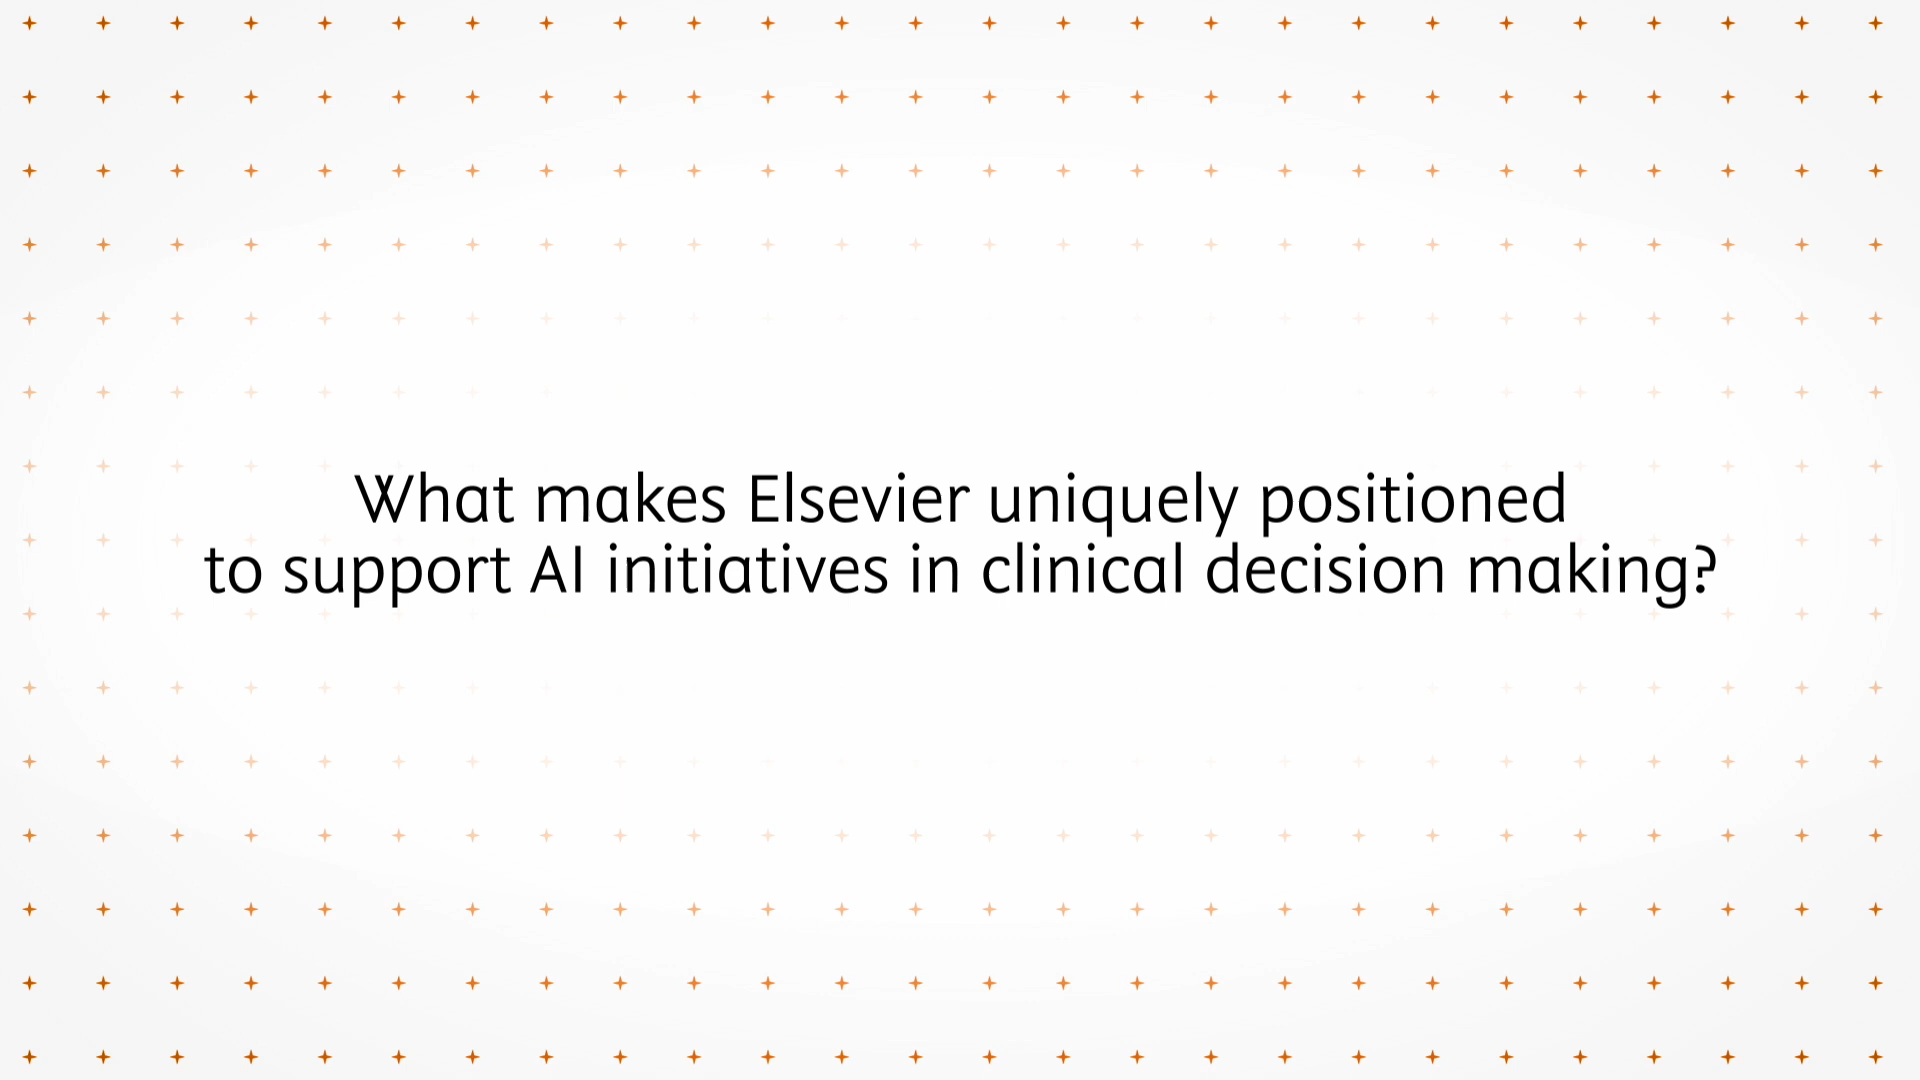 What makes Elsevier uniquely positioned
to support AI initiatives in clinical decision making?